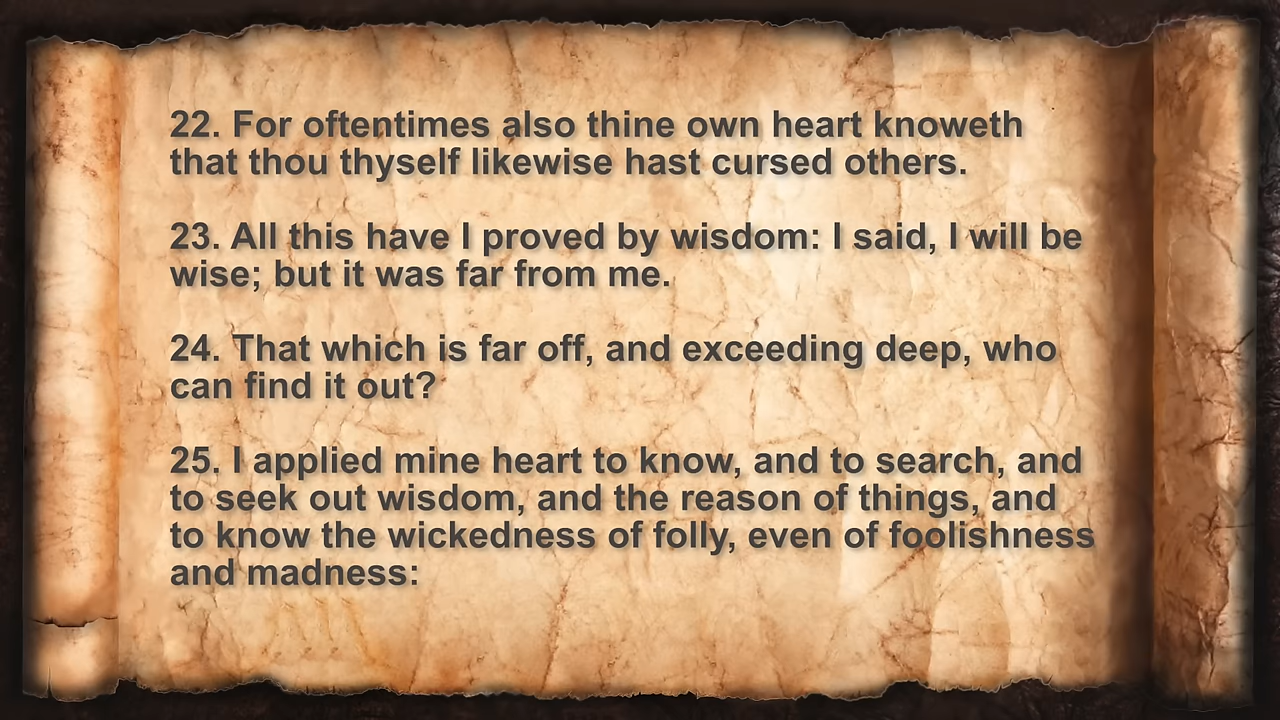 22. For oftentimes also thine own heart knoweth
that thou thyself likewise hast cursed others.
23. All this have I proved by wisdom: I said, I will be
wise; but it was far from me.
24. That which is far off, and exceeding deep, who
can find it out?
25. I applied mine heart to know, and to search, and
to seek out wisdom, and the reason of things, and
to know the wickedness of folly, even of foolishness
and madness: